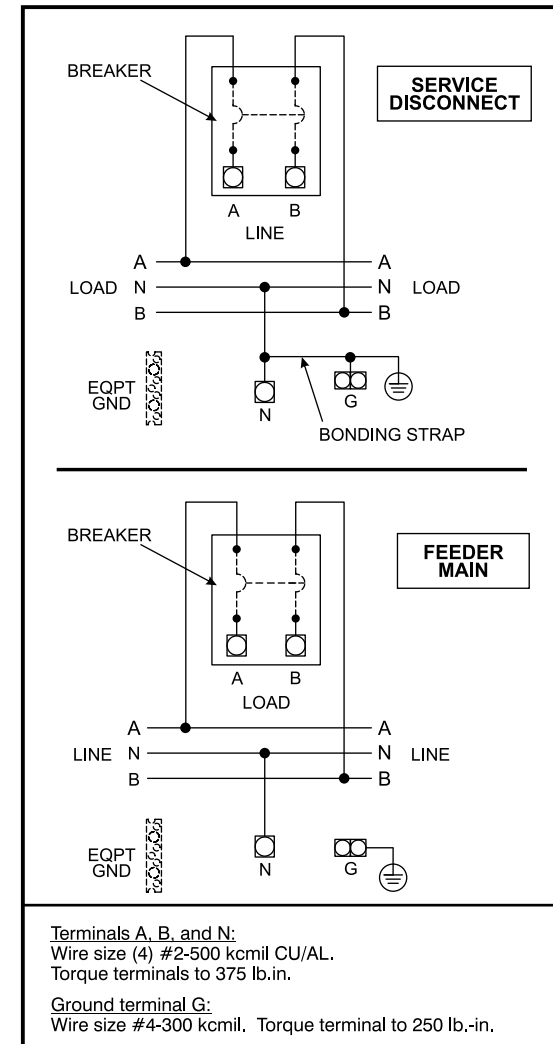 BREAKER
SERVICE
DISCONNECT
A B
LINE
A A
LOAD N N LOAD
B B
EQPT
GND
N
G
BONDING STRAP
BREAKER
FEEDER
MAIN
A B
LOAD
A A
LINE N N LINE
B B
EQPT
GND
N
G
Terminals A, B, and N:
Wire size (4) #2-500 kcmil CU/AL.
Torque terminals to 375 lb.in.
Ground terminal G:
Wire size #4-300 kcmil. Torque terminal to 250 lb.-in.